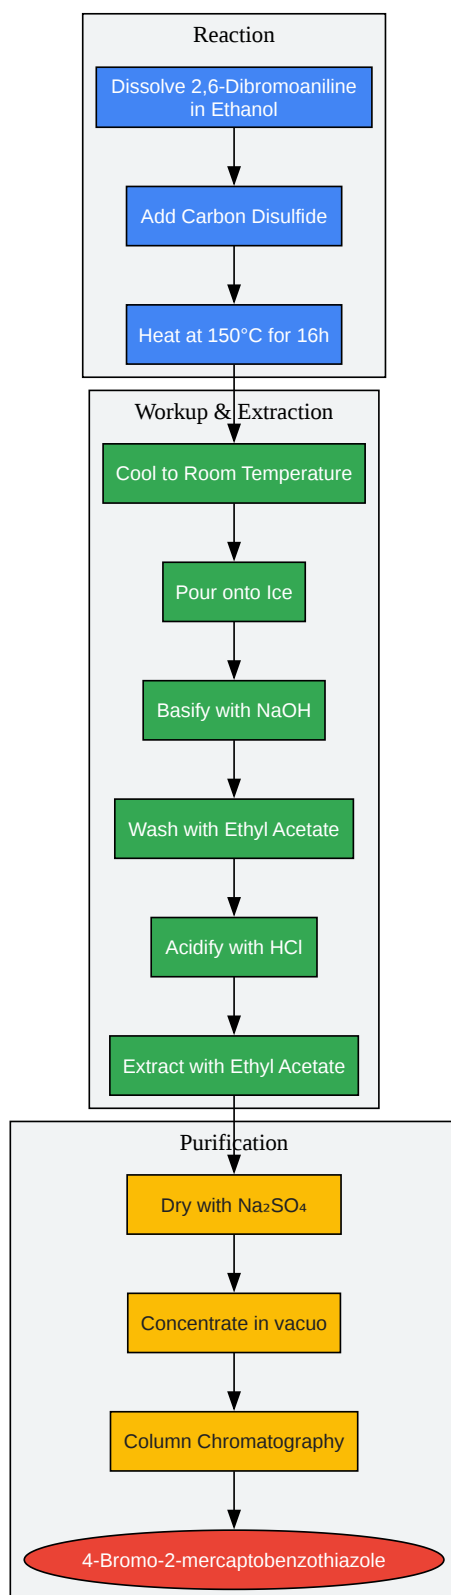 Reaction
Dissolve 2,6-Dibromoaniline
in Ethanol
Add Carbon Disulfide
Heat at 150°C for 16h
Workup & Extraction
Cool to Room Temperature
Pour onto Ice
Basify with NaOH
Wash with Ethyl Acetate
Acidify with HCl
Extract with Ethyl Acetate
Purification
Dry with Na₂SO₄
Concentrate in vacuo
Column Chromatography
4-Bromo-2-mercaptobenzothiazole